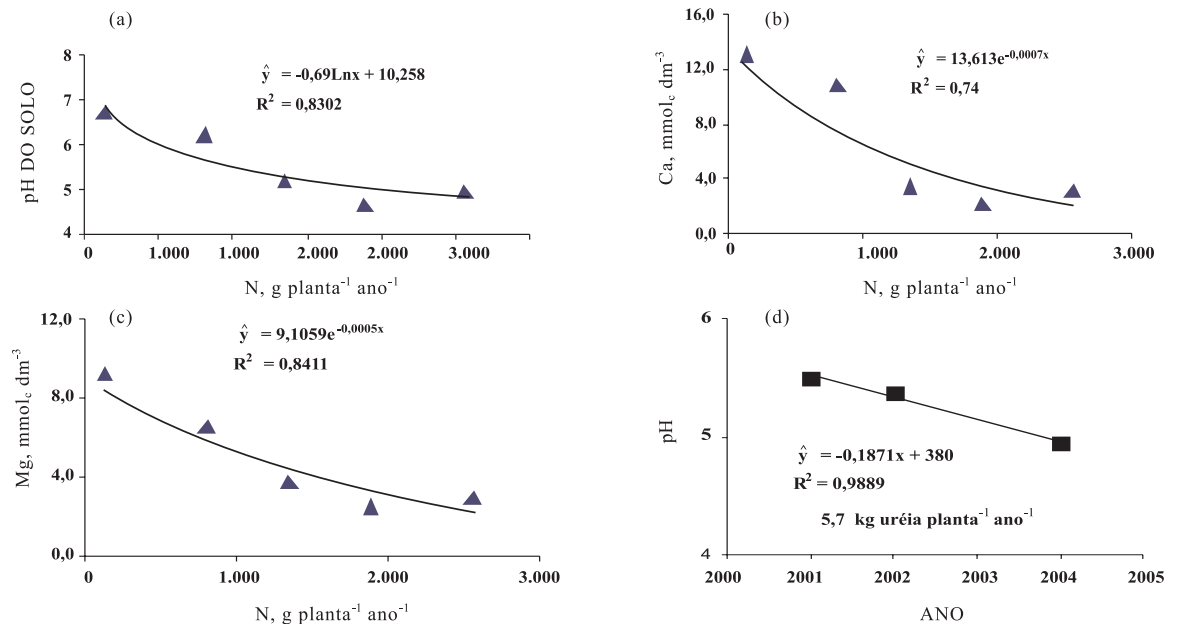 (a)
ŷ = -0,69Lnx + 10,258
R² = 0,8302
pH DO SOLO
8
7
6
5
4
0 1.000 1.000 2.000 2.000 3.000
N, g planta⁻¹ ano⁻¹
(b)
ŷ = 13,613e⁻⁰,⁰⁰⁰⁷ˣ
R² = 0,74
Ca, mmol꜀ dm⁻³
16,0
12,0
8,0
4,0
0,0
0 1.000 2.000 3.000
N, g planta⁻¹ ano⁻¹
(c)
ŷ = 9,1059e⁻⁰,⁰⁰⁰⁵ˣ
R² = 0,8411
Mg, mmol꜀ dm⁻³
12,0
8,0
4,0
0,0
0 1.000 2.000 3.000
N, g planta⁻¹ ano⁻¹
(d)
pH
6
5
4
ŷ = -0,1871x + 380
R² = 0,9889
5,7 kg uréia planta⁻¹ ano⁻¹
2000 2001 2002 2003 2004 2005
ANO